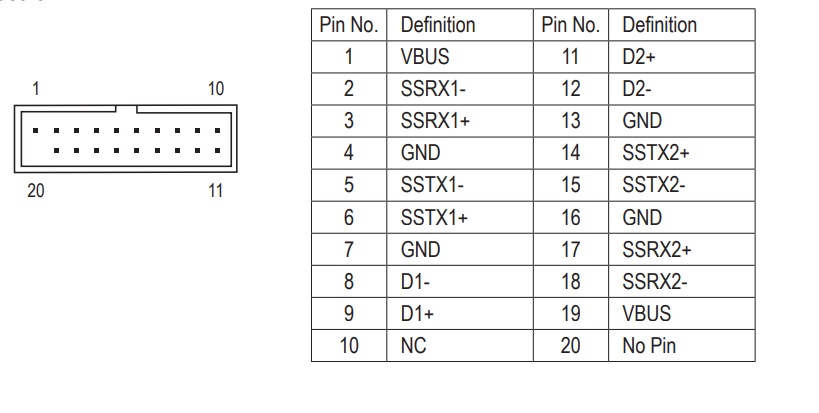 Pin No. Definition Pin No. Definition
1 VBUS 11 D2+
2 SSRX1- 12 D2-
3 SSRX1+ 13 GND
4 GND 14 SSTX2+
5 SSTX1- 15 SSTX2-
6 SSTX1+ 16 GND
7 GND 17 SSRX2+
8 D1- 18 SSRX2-
9 D1+ 19 VBUS
10 NC 20 No Pin
1 10
20 11